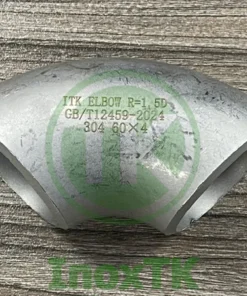 ITK ELBOW R=1.5D
GB/T12459-2024
304 60×4
InoxTK